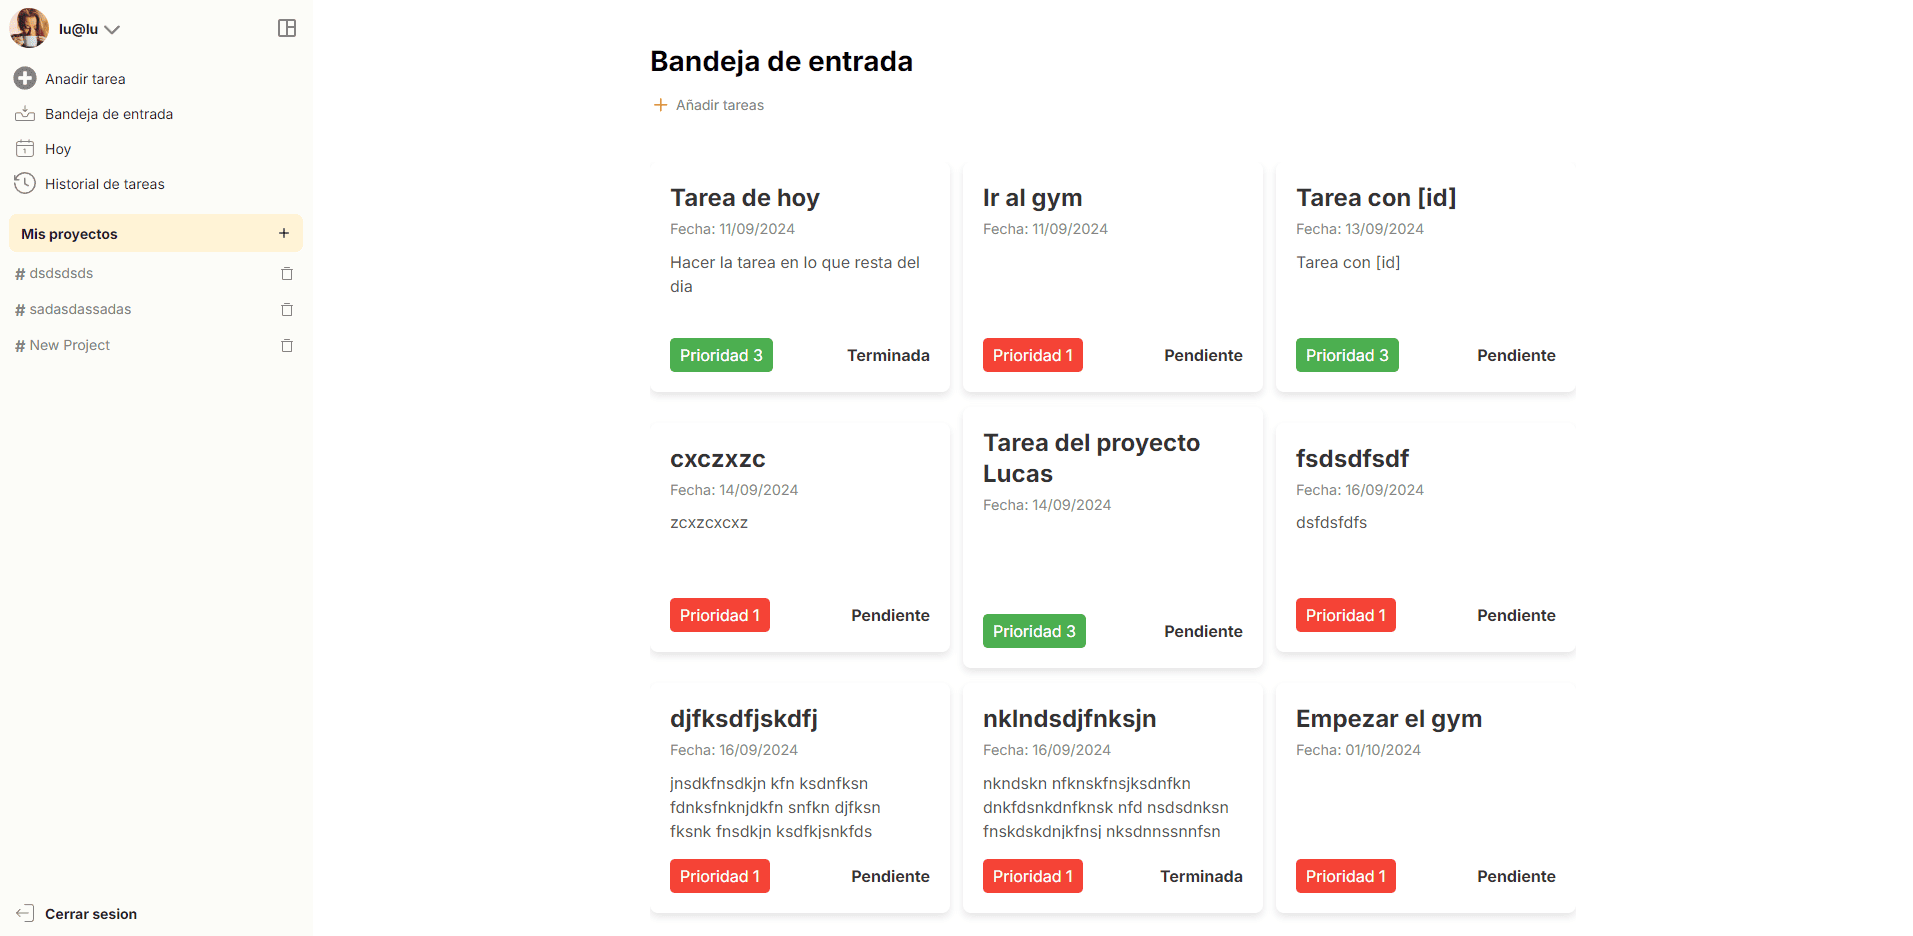 lu@lu
Anadir tarea
Bandeja de entrada
1
Hoy
Historial de tareas
Mis proyectos +
# dsdsdsds
# sadasdassadas
# New Project
Cerrar sesion
Bandeja de entrada
+ Añadir tareas
Tarea de hoy
Fecha: 11/09/2024
Hacer la tarea en lo que resta del
dia
Prioridad 3 Terminada
Ir al gym
Fecha: 11/09/2024
Prioridad 1 Pendiente
Tarea con [id]
Fecha: 13/09/2024
Tarea con [id]
Prioridad 3 Pendiente
cxczxzc
Fecha: 14/09/2024
zcxzcxcxz
Prioridad 1 Pendiente
Tarea del proyecto
Lucas
Fecha: 14/09/2024
Prioridad 3 Pendiente
fsdsdfsdf
Fecha: 16/09/2024
dsfdsfdfs
Prioridad 1 Pendiente
djfksdfjskdfj
Fecha: 16/09/2024
jnsdkfnsdkjn kfn ksdnfksn
fdnksfnknjdkfn snfkn djfksn
fksnk fnsdkjn ksdfkjsnkfds
Prioridad 1 Pendiente
nklndsdjfnksjn
Fecha: 16/09/2024
nkndskn nfknskfnsjksdnfkn
dnkfdsnkdnfknsk nfd nsdsdnksn
fnskdskdnjkfnsj nksdnnssnnfsn
Prioridad 1 Terminada
Empezar el gym
Fecha: 01/10/2024
Prioridad 1 Pendiente